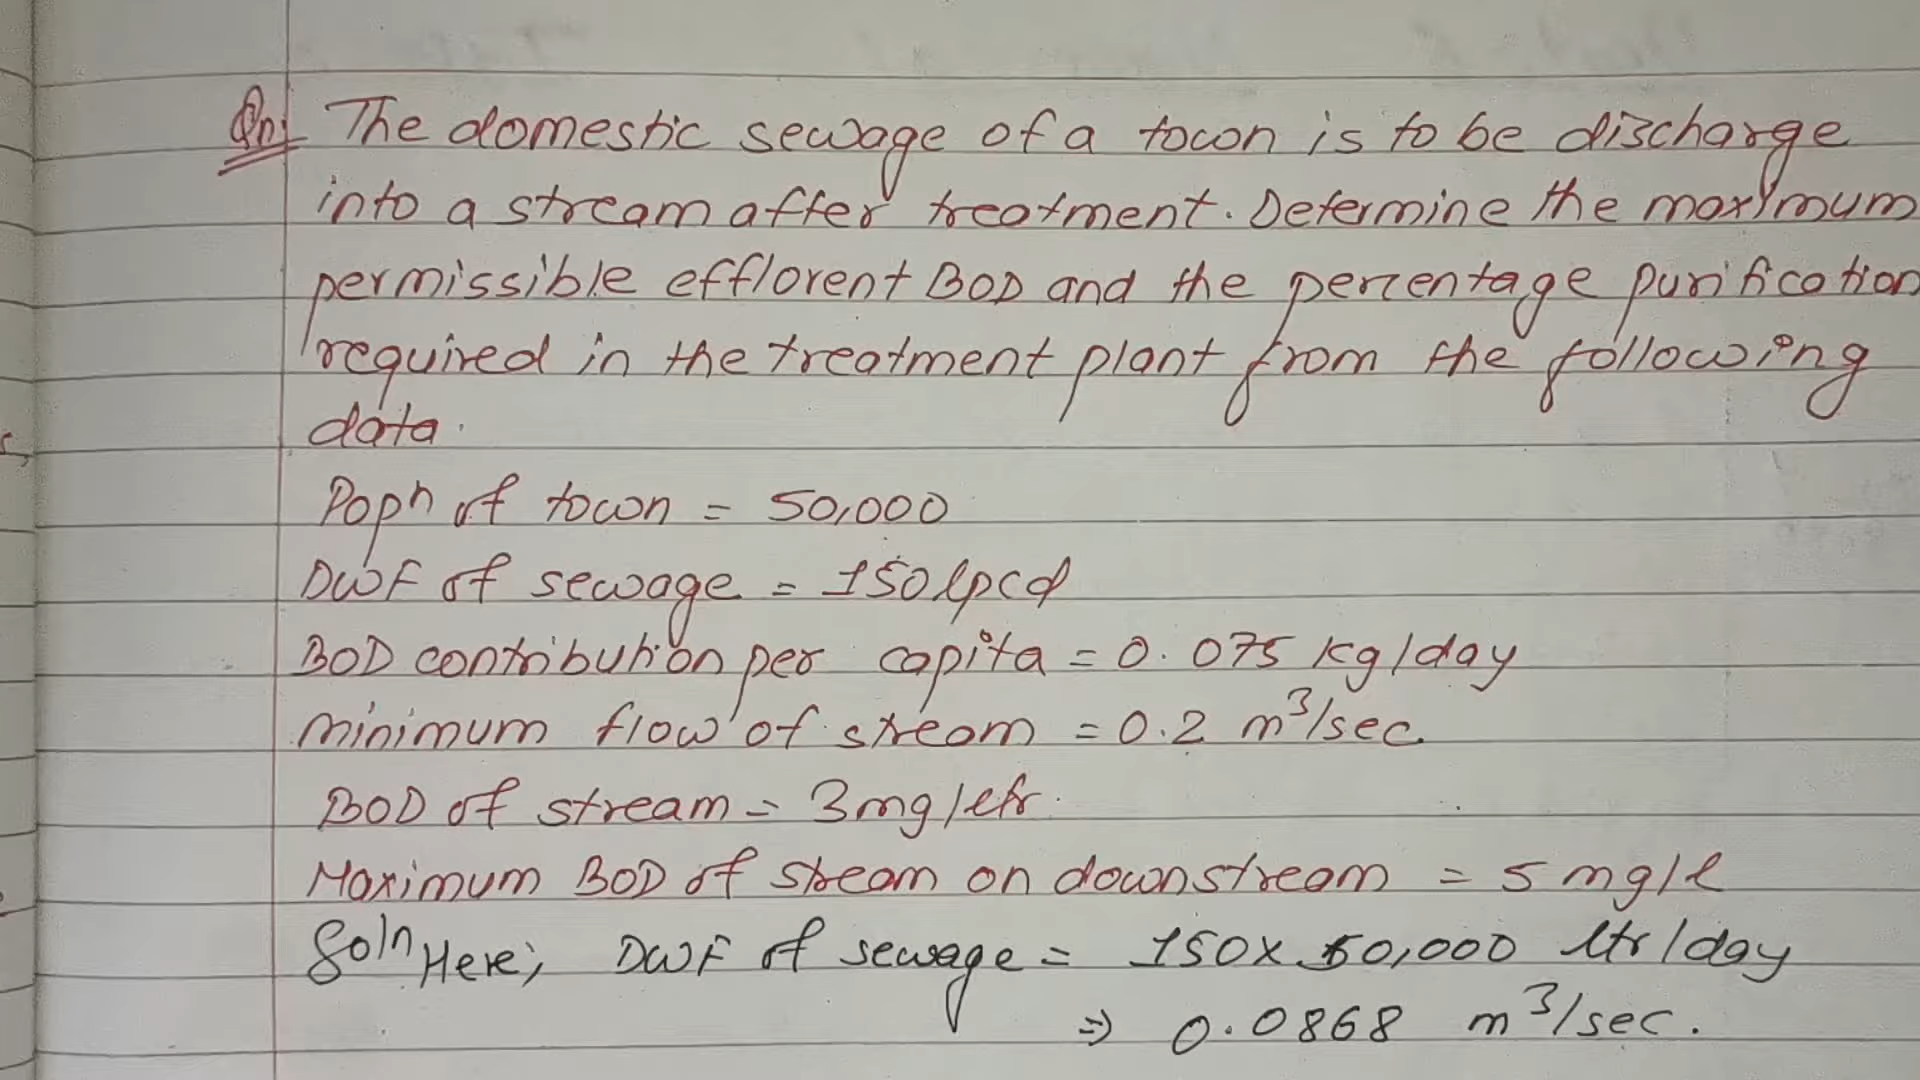 Qn: The domestic sewage of a town is to be discharge
into a stream after treatment. Determine the maximum
permissible efflorent BOD and the percentage purification
required in the treatment plant from the following
data.
Popn of town = 50,000
DWF of sewage = 150 lpcd
BOD contribution per capita = 0.075 kg/day
minimum flow of stream = 0.2 m³/sec.
BOD of stream = 3mg/ltr.
Maximum BOD of stream on downstream = 5 mg/l
Soln Here; DWF of sewage = 150 x 50,000 ltr/day
⇒ 0.0868 m³/sec.